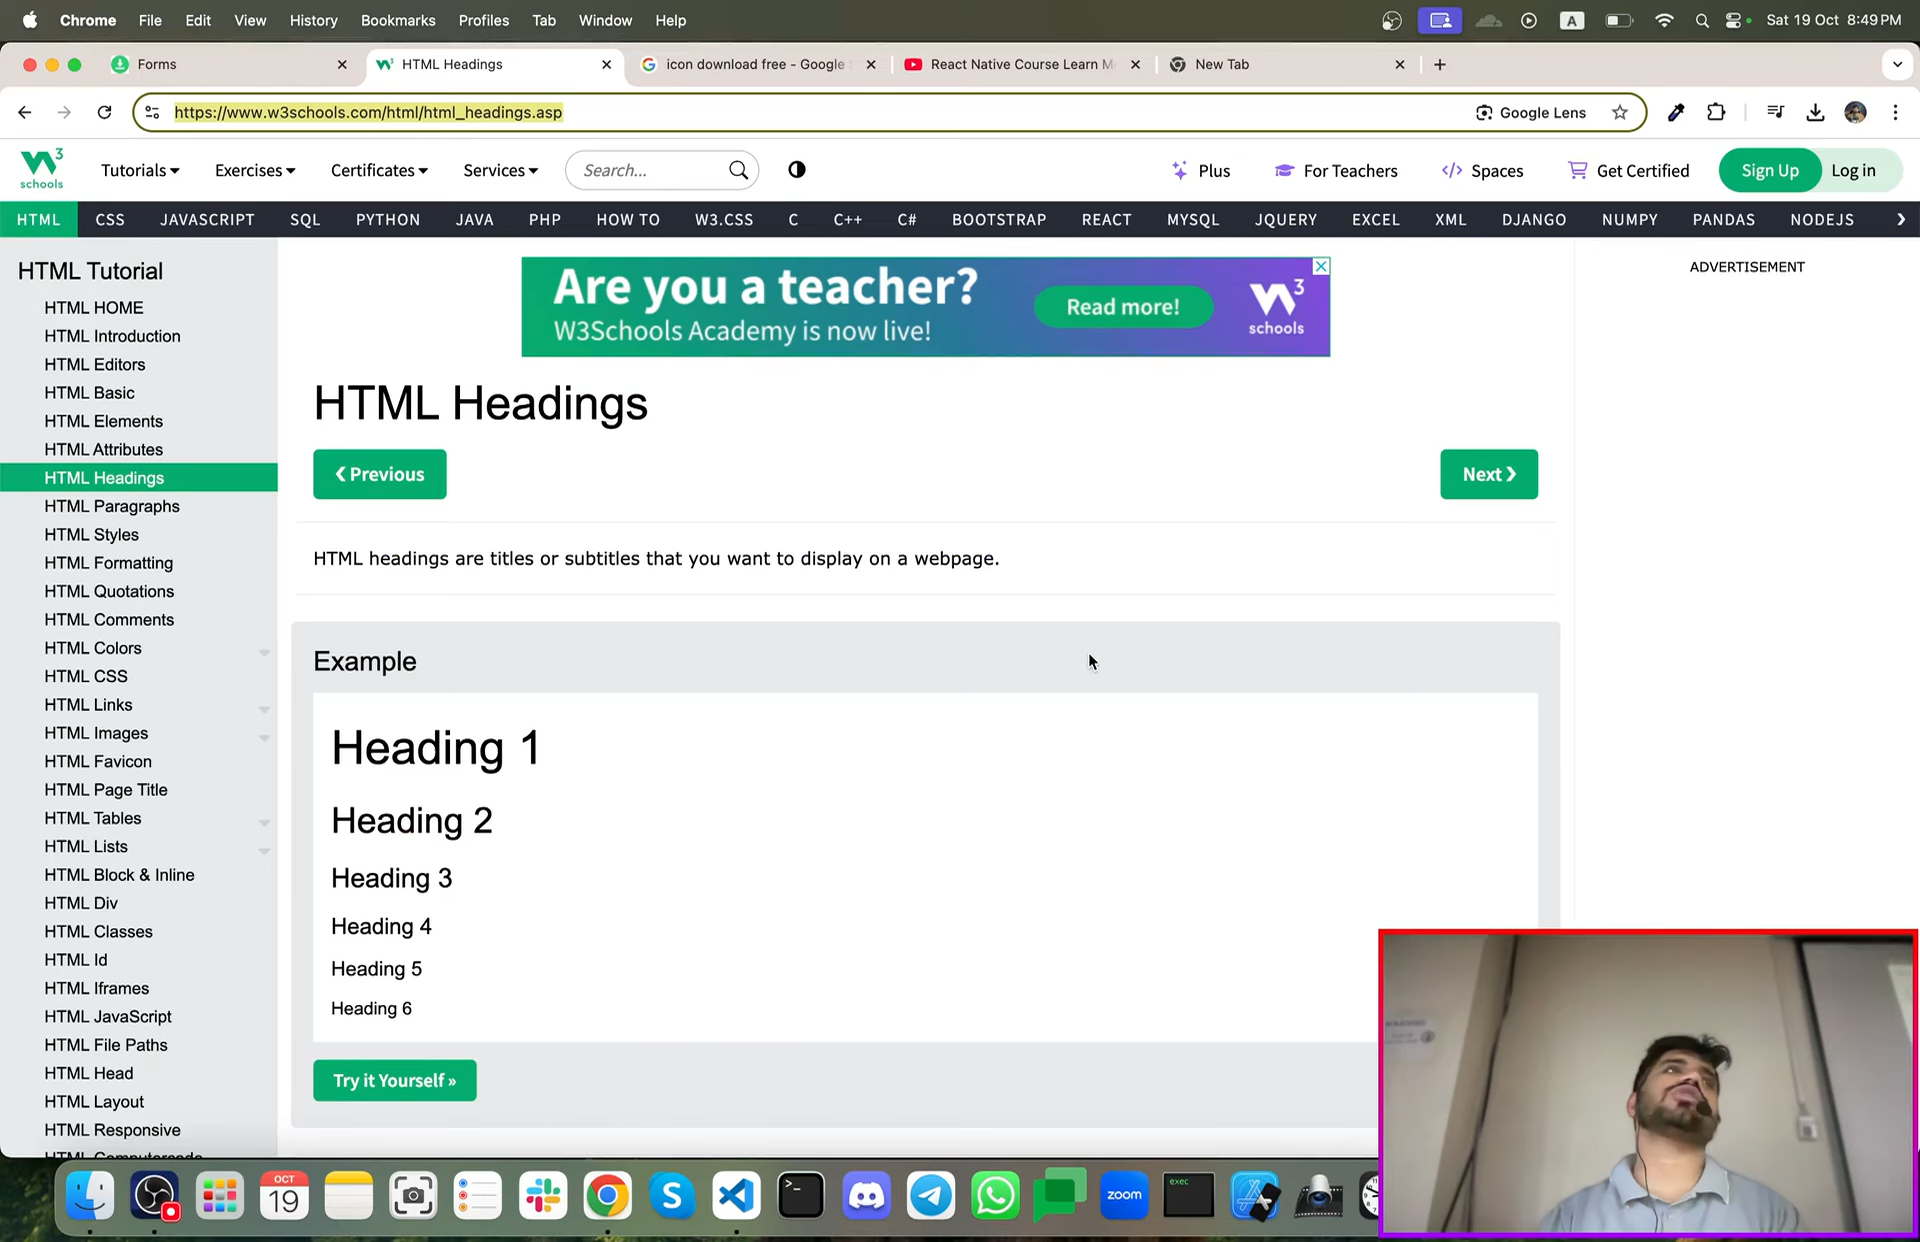 Chrome File Edit View History Bookmarks Profiles Tab Window Help
A
Sat 19 Oct 8:49 PM
Forms
HTML Headings
icon download free - Google
React Native Course Learn M
New Tab
https://www.w3schools.com/html/html_headings.asp
Google Lens
W3 schools
Tutorials
Exercises
Certificates
Services
Search...
Plus
For Teachers
Spaces
Get Certified
Sign Up
Log in
HTML CSS JAVASCRIPT SQL PYTHON JAVA PHP HOW TO W3.CSS C C++ C# BOOTSTRAP REACT MYSQL JQUERY EXCEL XML DJANGO NUMPY PANDAS NODEJS
HTML Tutorial
HTML HOME
HTML Introduction
HTML Editors
HTML Basic
HTML Elements
HTML Attributes
HTML Headings
HTML Paragraphs
HTML Styles
HTML Formatting
HTML Quotations
HTML Comments
HTML Colors
HTML CSS
HTML Links
HTML Images
HTML Favicon
HTML Page Title
HTML Tables
HTML Lists
HTML Block & Inline
HTML Div
HTML Classes
HTML Id
HTML Iframes
HTML JavaScript
HTML File Paths
HTML Head
HTML Layout
HTML Responsive
Are you a teacher?
W3Schools Academy is now live!
Read more!
W3 schools
ADVERTISEMENT
HTML Headings
❮ Previous
Next ❯
HTML headings are titles or subtitles that you want to display on a webpage.
Example
Heading 1
Heading 2
Heading 3
Heading 4
Heading 5
Heading 6
Try it Yourself »
OCT
19
zoom
exec